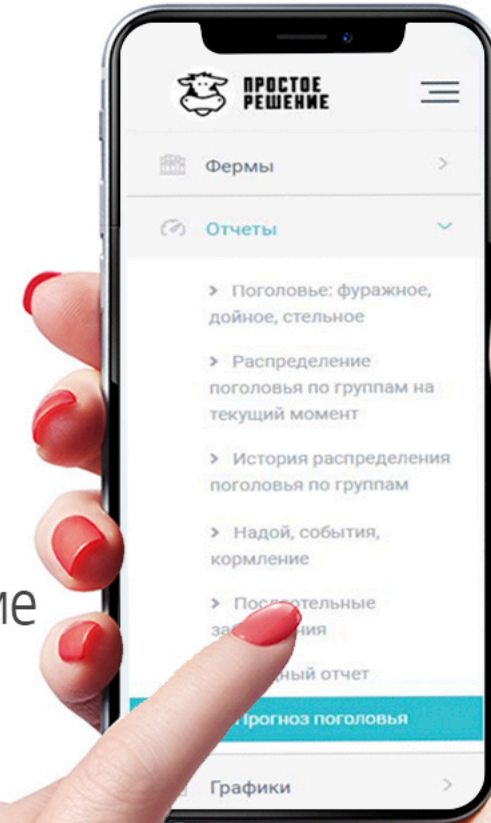 ПРОСТОЕ
РЕШЕНИЕ
Фермы
Отчеты
Поголовье: фуражное,
дойное, стельное
Распределение
поголовья по группам на
текущий момент
История распределения
поголовья по группам
Надой, события,
кормление
Прогноз поголовья
Графики
отчет